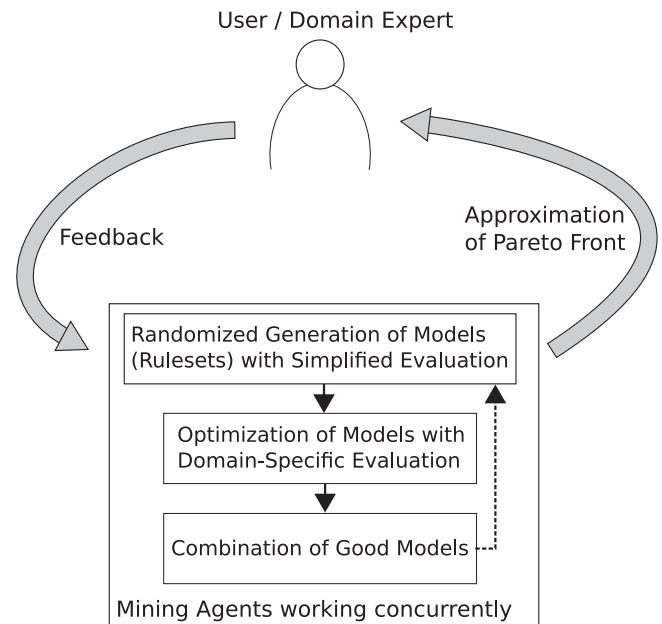 User / Domain Expert
Feedback
Approximation
of Pareto Front
Randomized Generation of Models
(Rulesets) with Simplified Evaluation
Optimization of Models with
Domain-Specific Evaluation
Combination of Good Models
Mining Agents working concurrently